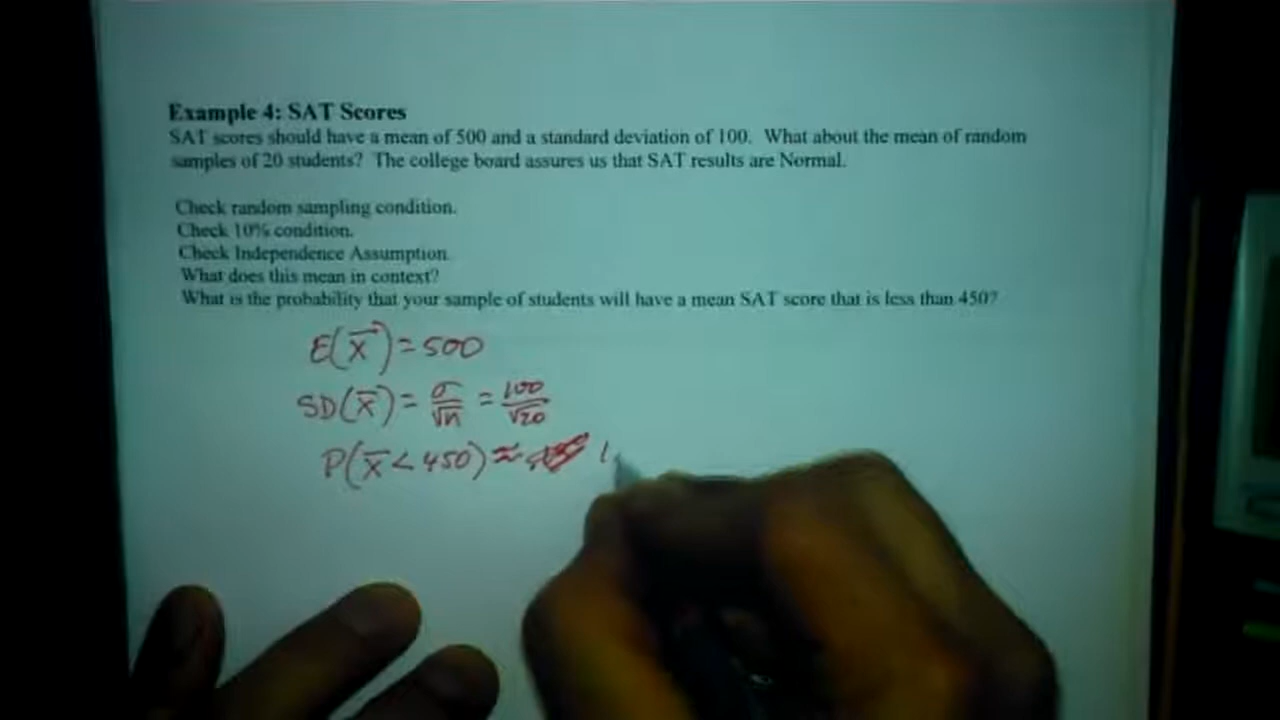 Example 4: SAT Scores
SAT scores should have a mean of 500 and a standard deviation of 100. What about the mean of random
samples of 20 students? The college board assures us that SAT results are Normal.
Check random sampling condition.
Check 10% condition.
Check Independence Assumption.
What does this mean in context?
What is the probability that your sample of students will have a mean SAT score that is less than 450?
E(x̄) = 500
SD(x̄) = σ/√n = 100/√20
P(x̄ < 450) ≈